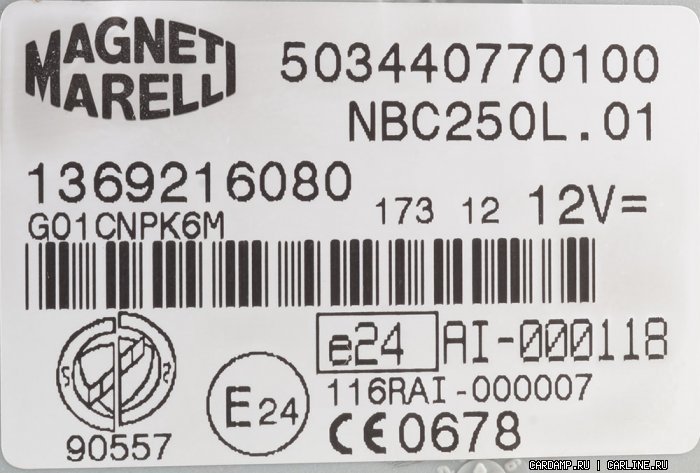 MAGNETI
MARELLI
503440770100
NBC250L.01
1369216080
G01CNPK6M
173 12 12V=
e24 AI-000118
116RAI-000007
E24
CE0678
90557
CARDAMP.RU | CARLINE.RU